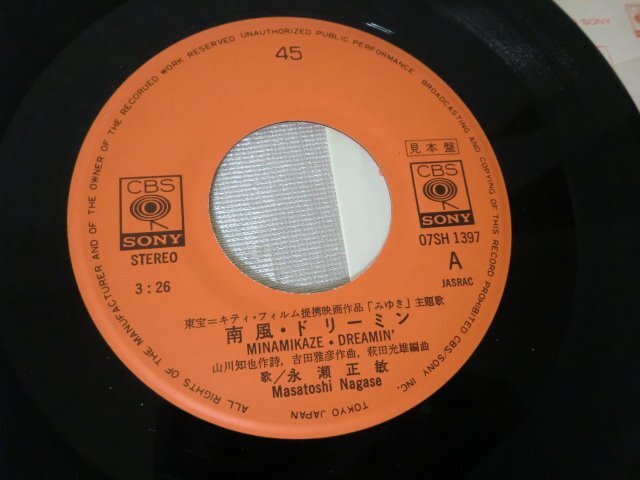 45
ALL RIGHTS OF THE MANUFACTURER AND OF THE OWNER OF THE RECORDED WORK RESERVED UNAUTHORIZED PUBLIC PERFORMANCE BROADCASTING AND COPYING OF THIS RECORD PROHIBITED CBS/SONY INC.
TOKYO JAPAN
CBS
SONY
STEREO
3:26
見本盤
CBS
SONY
07SH 1397
A
JASRAC
東宝=キティ・フィルム提携映画作品「みゆき」主題歌
南風・ドリーミン
MINAMIKAZE・DREAMIN'
山川知也作詩, 吉田雅彦作曲, 萩田光雄編曲
歌/永瀬正敏
Masatoshi Nagase
SONY